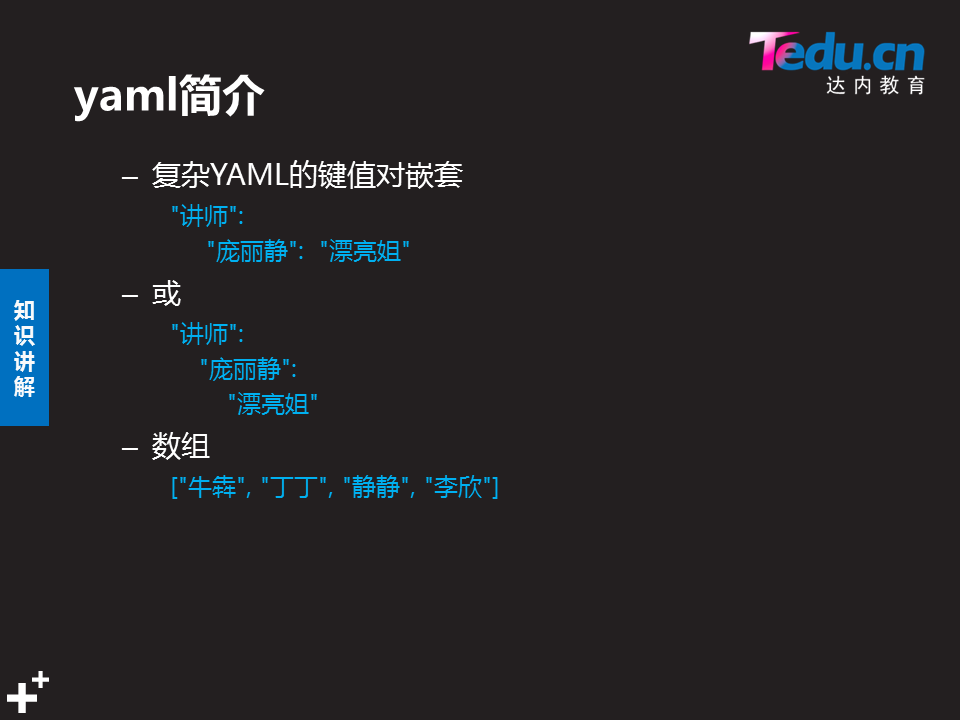 Tedu.cn
达内教育
yaml简介
– 复杂YAML的键值对嵌套
"讲师":
"庞丽静": "漂亮姐"
– 或
"讲师":
"庞丽静":
"漂亮姐"
– 数组
["牛犇", "丁丁", "静静", "李欣"]
知识讲解